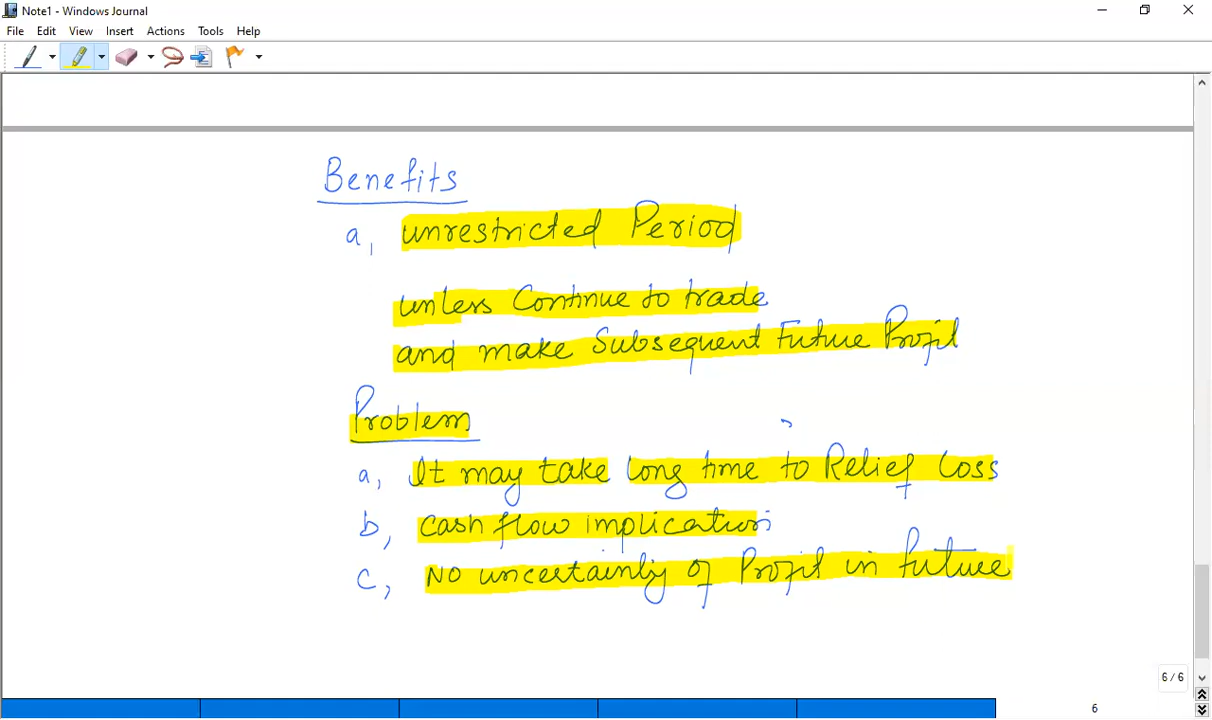 Note1 - Windows Journal
File Edit View Insert Actions Tools Help
Benefits
a, unrestricted Period
unless Continue to trade
and make Subsequent Future Profit
Problem
a, It may take long time to Relief Loss
b, cash flow implication
c, No uncertainly of Profit in future
6 / 6
6